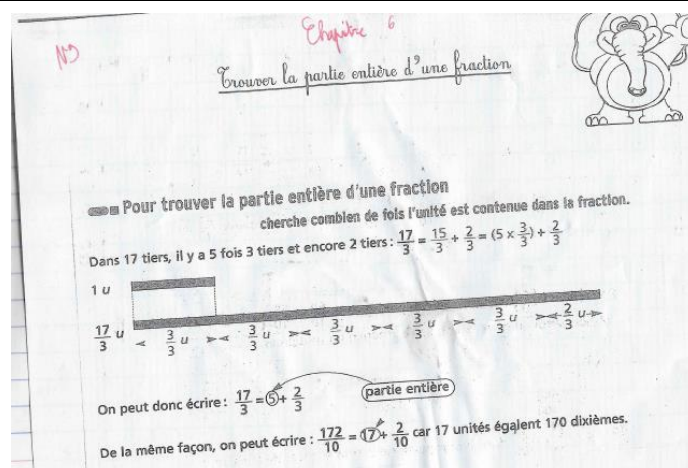 Chapitre 6
N°
Trouver la partie entière d'une fraction
Pour trouver la partie entière d'une fraction
cherche combien de fois l'unité est contenue dans la fraction.
Dans 17 tiers, il y a 5 fois 3 tiers et encore 2 tiers : 17/3 = 15/3 + 2/3 = (5 x 3/3) + 2/3
1 u
17/3 u 3/3 u 3/3 u 3/3 u 3/3 u 3/3 u 2/3 u
On peut donc écrire : 17/3 = 5 + 2/3 partie entière
De la même façon, on peut écrire : 172/10 = 17 + 2/10 car 17 unités égalent 170 dixièmes.